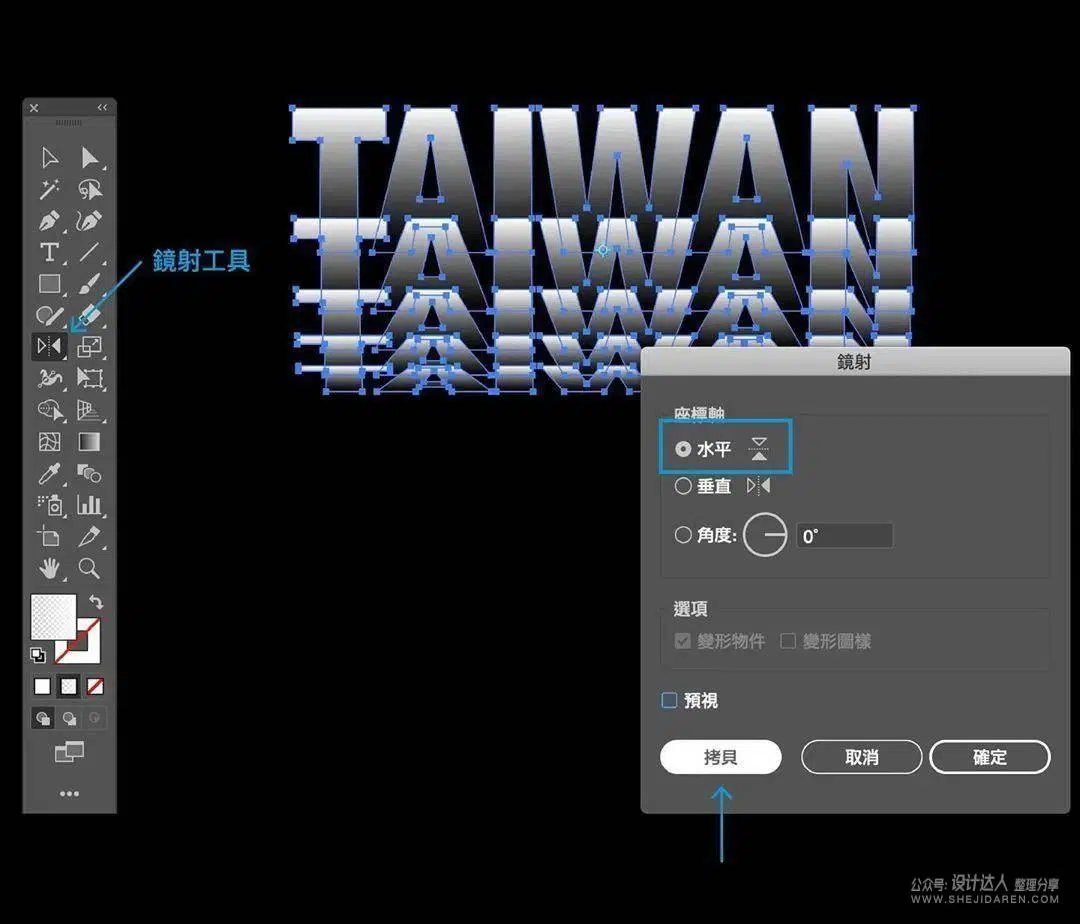 TAIWAN
TAIWAN
TAIWAN
鏡射工具
鏡射
座標軸
水平
垂直
角度:
0°
選項
變形物件
變形圖樣
預視
拷貝
取消
確定
公众号: 设计达人 整理分享
WWW.SHEJIDAREN.COM